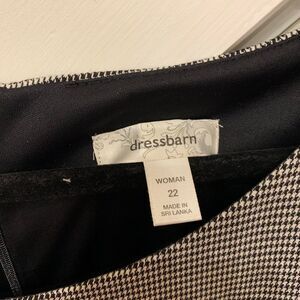 dressbarn
WOMAN
22
MADE IN
SRI LANKA